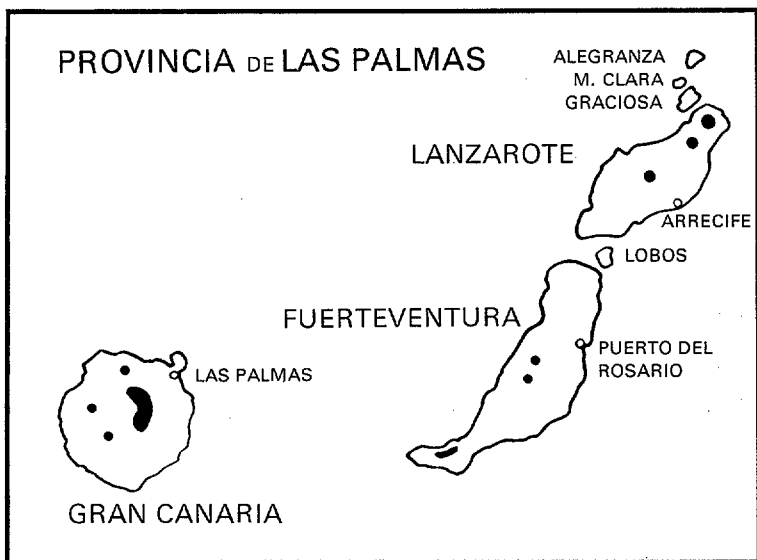 PROVINCIA DE LAS PALMAS
ALEGRANZA
M. CLARA
GRACIOSA
LANZAROTE
ARRECIFE
LOBOS
FUERTEVENTURA
PUERTO DEL
ROSARIO
LAS PALMAS
GRAN CANARIA